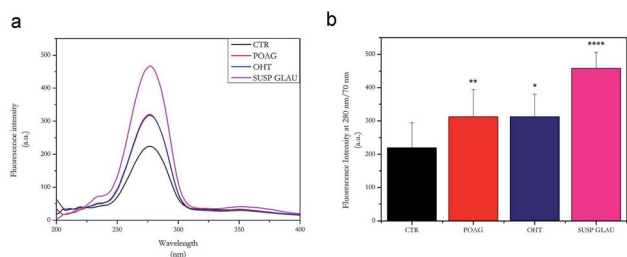 a
CTR
POAG
OHT
SUSP GLAU
Fluorescence intensity
(a.u.)
500
400
300
200
100
0
200
250
300
350
400
Wavelength
(nm)
b
Fluorescence Intensity at 280 nm/70 nm
(a.u.)
500
400
300
200
100
0
**
*
****
CTR
POAG
OHT
SUSP GLAU